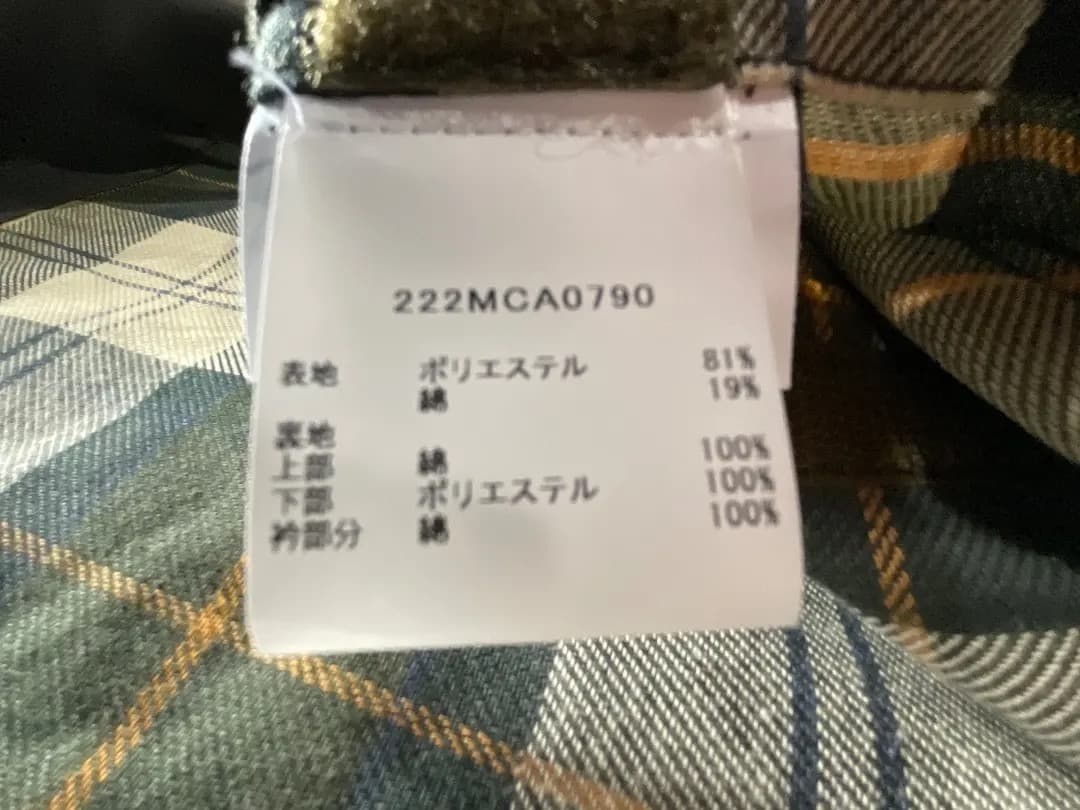 222MCA0790
表地 ポリエステル 81%
綿 19%
裏地
上部 綿 100%
下部 ポリエステル 100%
衿部分 綿 100%